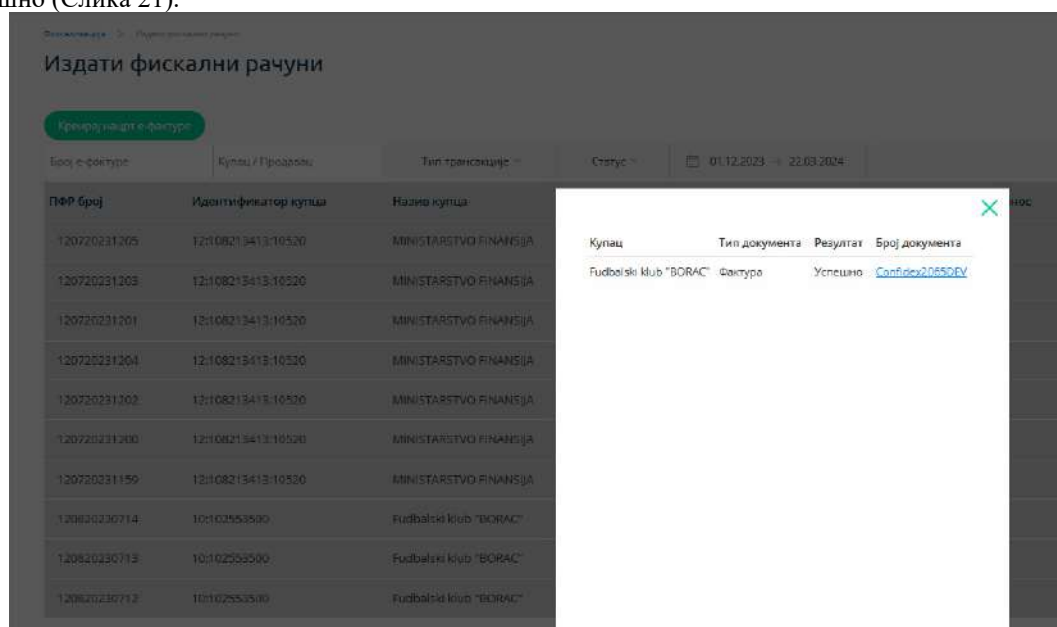 шно (Слика 21).
Издати фискални рачуни
Креирај нацрт е-фактуре
Број е-фактуре Купац / Продавац Тип трансакције Статус 01.12.2023 → 22.03.2024
ПФР број Идентификатор купца Назив купца нос
120720231205 12:108213413:10520 MINISTARSTVO FINANSIJA
120720231203 12:108213413:10520 MINISTARSTVO FINANSIJA
120720231201 12:108213413:10520 MINISTARSTVO FINANSIJA
120720231204 12:108213413:10520 MINISTARSTVO FINANSIJA
120720231202 12:108213413:10520 MINISTARSTVO FINANSIJA
120720231200 12:108213413:10520 MINISTARSTVO FINANSIJA
120720231159 12:108213413:10520 MINISTARSTVO FINANSIJA
120820230714 10:102553500 Fudbalski klub "BORAC"
120820230713 10:102553500 Fudbalski klub "BORAC"
120820230712 10:102553500 Fudbalski klub "BORAC"
Купац Тип документа Резултат Број документа
Fudbalski klub "BORAC" Фактура Успешно Confidex2065DEV